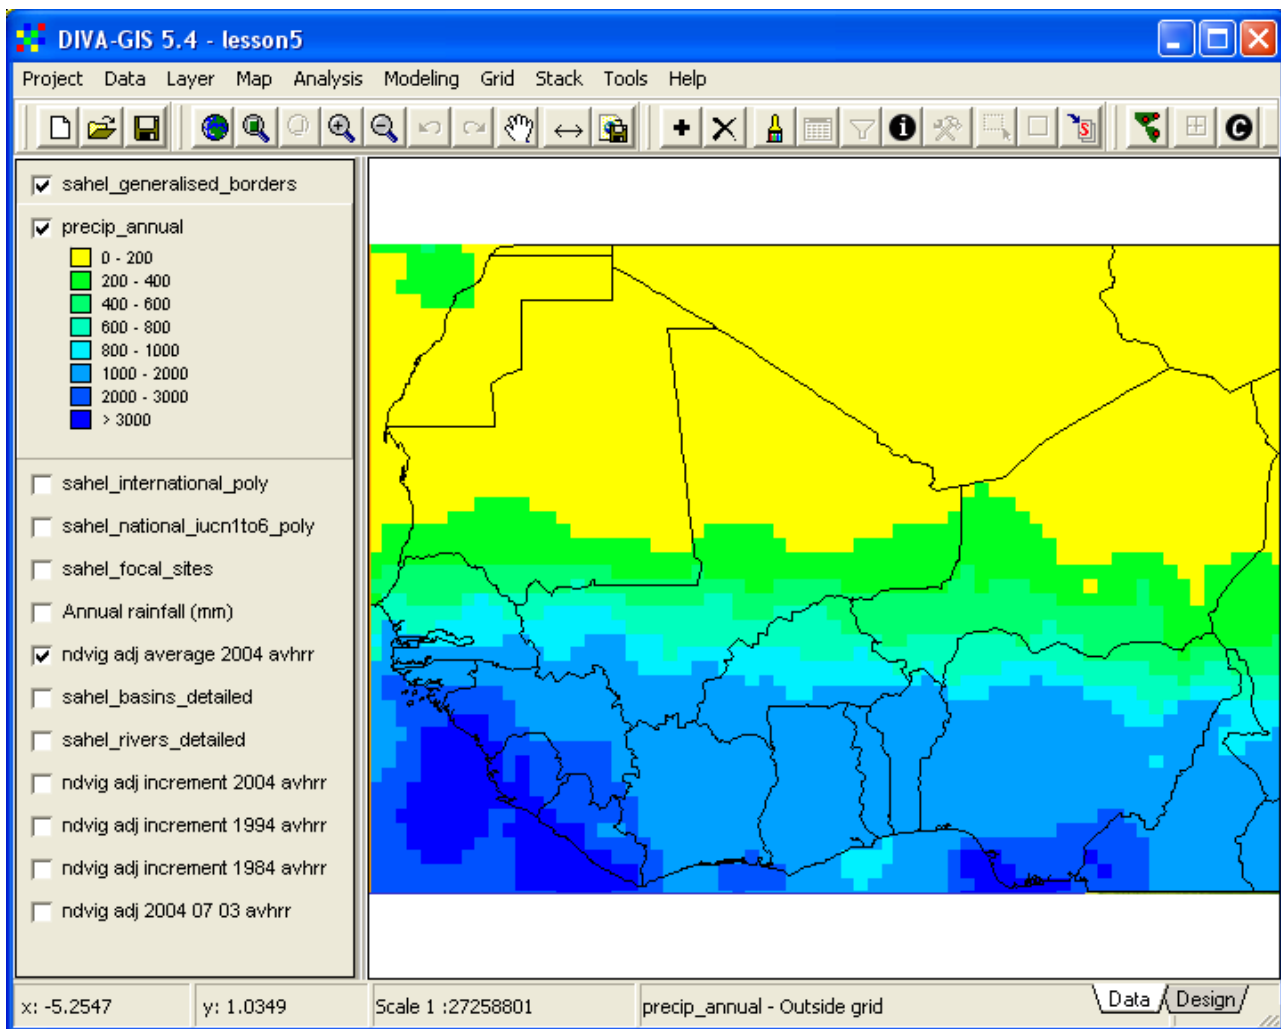 DIVA-GIS 5.4 - lesson5
Project Data Layer Map Analysis Modeling Grid Stack Tools Help
sahel_generalised_borders
precip_annual
0 - 200
200 - 400
400 - 600
600 - 800
800 - 1000
1000 - 2000
2000 - 3000
> 3000
sahel_international_poly
sahel_national_iucn1to6_poly
sahel_focal_sites
Annual rainfall (mm)
ndvig adj average 2004 avhrr
sahel_basins_detailed
sahel_rivers_detailed
ndvig adj increment 2004 avhrr
ndvig adj increment 1994 avhrr
ndvig adj increment 1984 avhrr
ndvig adj 2004 07 03 avhrr
x: -5.2547 y: 1.0349 Scale 1 :27258801 precip_annual - Outside grid Data Design